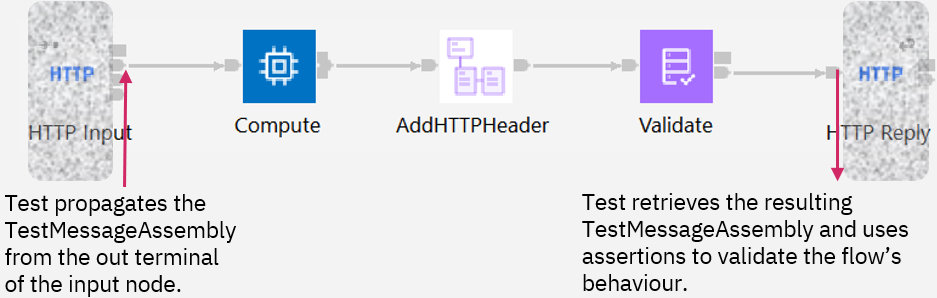 HTTP
HTTP
HTTP Input
Compute
AddHTTPHeader
Validate
HTTP Reply
Test propagates the
TestMessageAssembly
from the out terminal
of the input node.
Test retrieves the resulting
TestMessageAssembly and uses
assertions to validate the flow’s
behaviour.